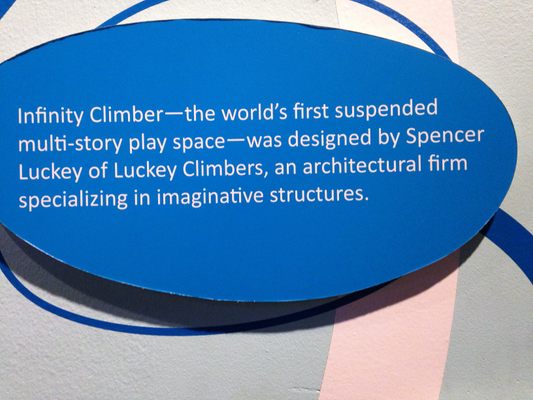 Infinity Climber—the world's first suspended
multi-story play space—was designed by Spencer
Luckey of Luckey Climbers, an architectural firm
specializing in imaginative structures.